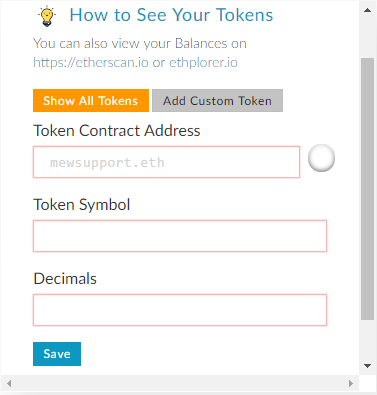 How to See Your Tokens
You can also view your Balances on
https://etherscan.io or ethplorer.io
Show All Tokens Add Custom Token
Token Contract Address
mewsupport.eth
Token Symbol
Decimals
Save